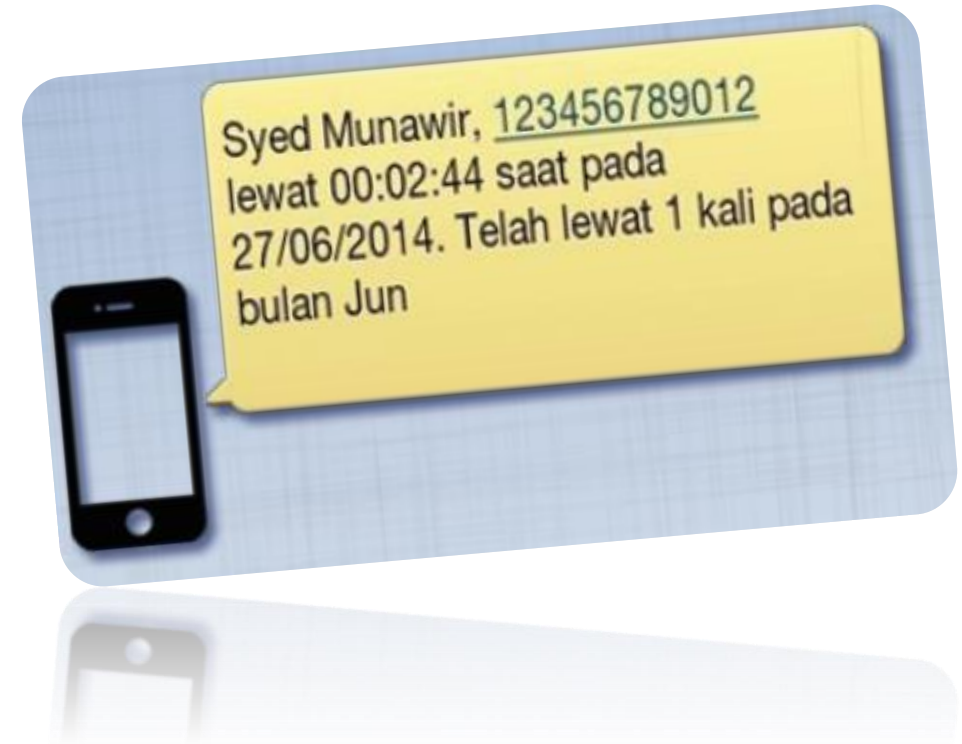 Syed Munawir, 123456789012
lewat 00:02:44 saat pada
27/06/2014. Telah lewat 1 kali pada
bulan Jun